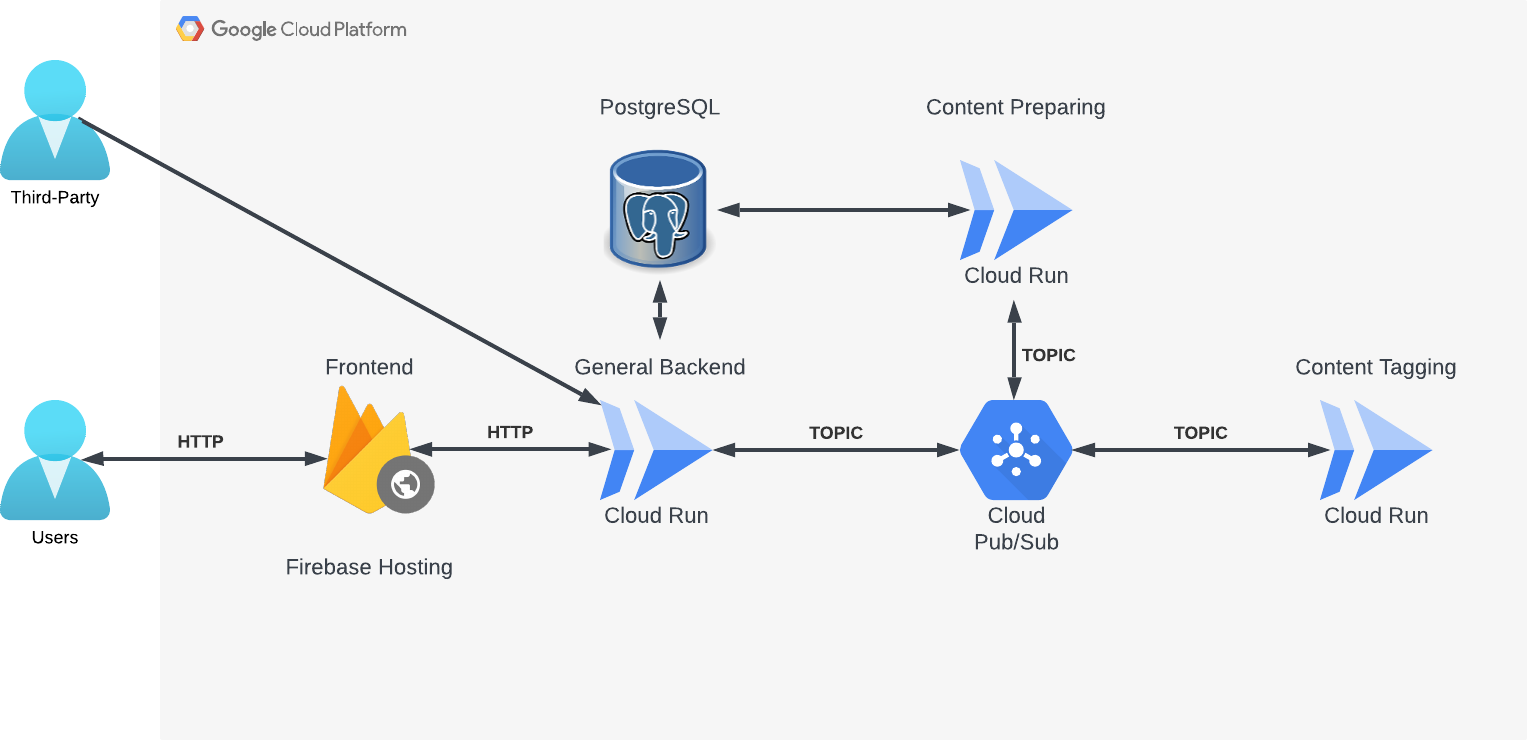 Google Cloud Platform
PostgreSQL
Content Preparing
Third-Party
Cloud Run
TOPIC
Frontend
General Backend
Content Tagging
HTTP
HTTP
TOPIC
TOPIC
Users
Cloud Run
Cloud
Pub/Sub
Cloud Run
Firebase Hosting